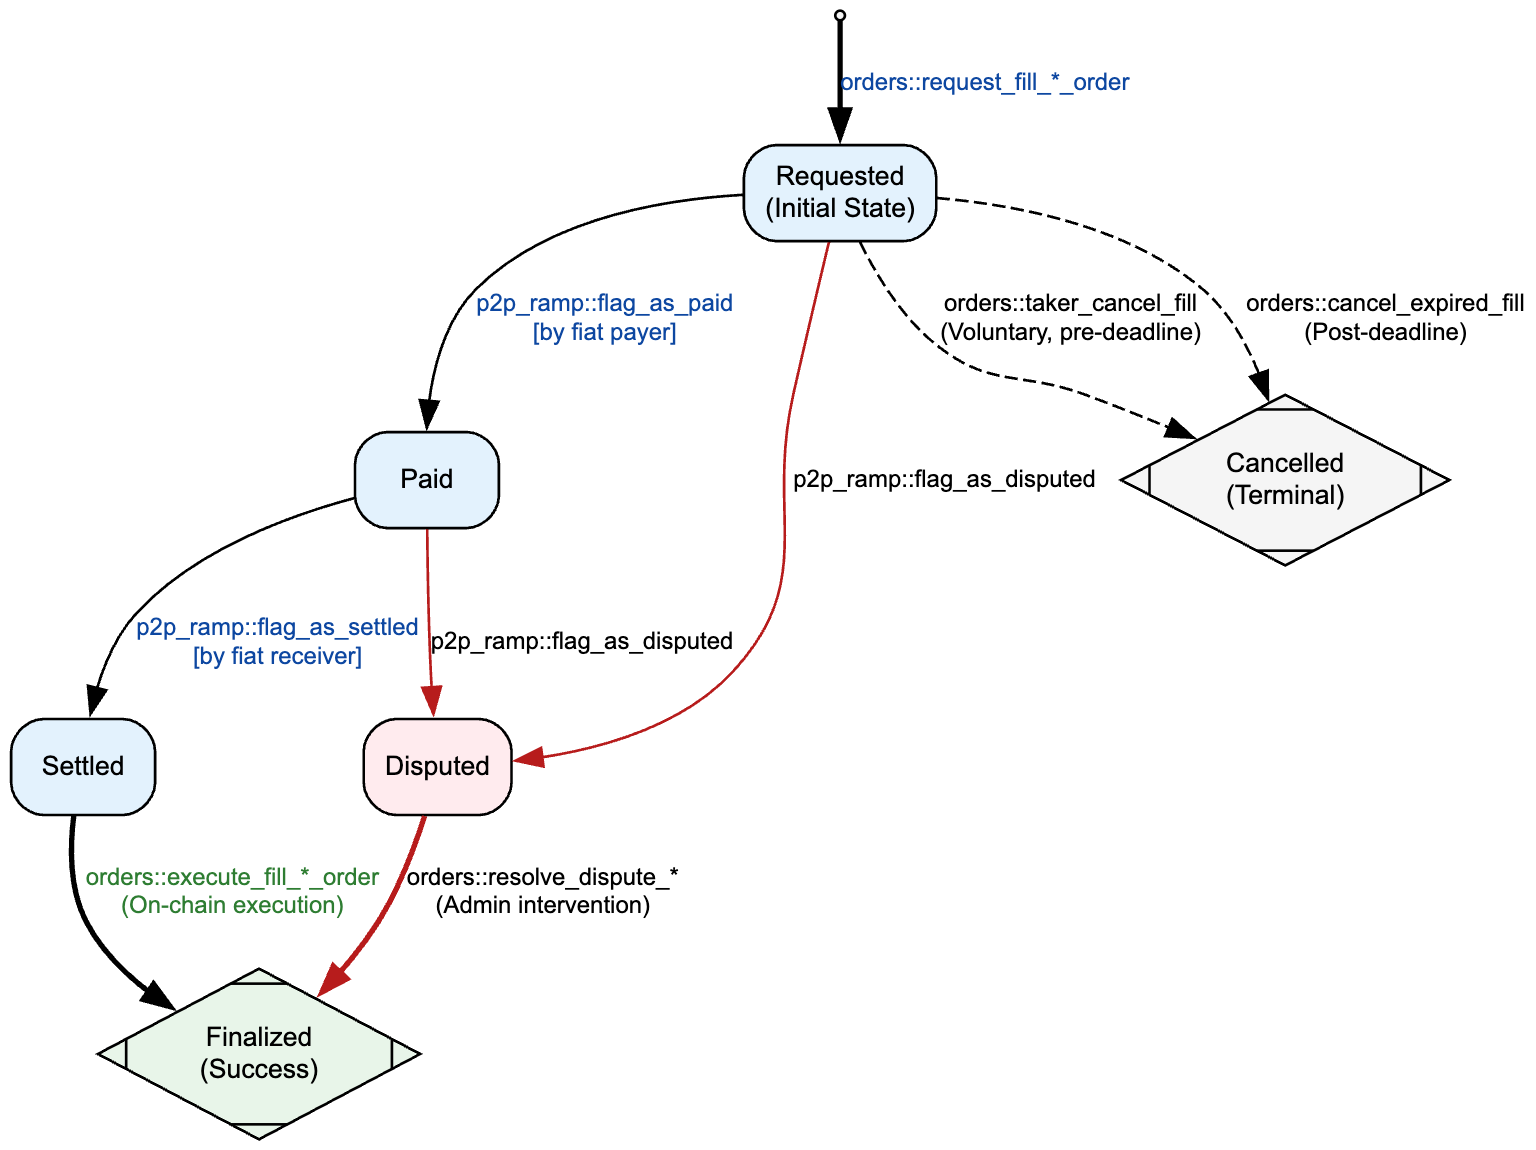 orders::request_fill_*_order
Requested
(Initial State)
p2p_ramp::flag_as_paid
[by fiat payer]
orders::taker_cancel_fill
(Voluntary, pre-deadline)
orders::cancel_expired_fill
(Post-deadline)
Paid
p2p_ramp::flag_as_disputed
Cancelled
(Terminal)
p2p_ramp::flag_as_settled
[by fiat receiver]
p2p_ramp::flag_as_disputed
Settled
Disputed
orders::execute_fill_*_order
(On-chain execution)
orders::resolve_dispute_*
(Admin intervention)
Finalized
(Success)